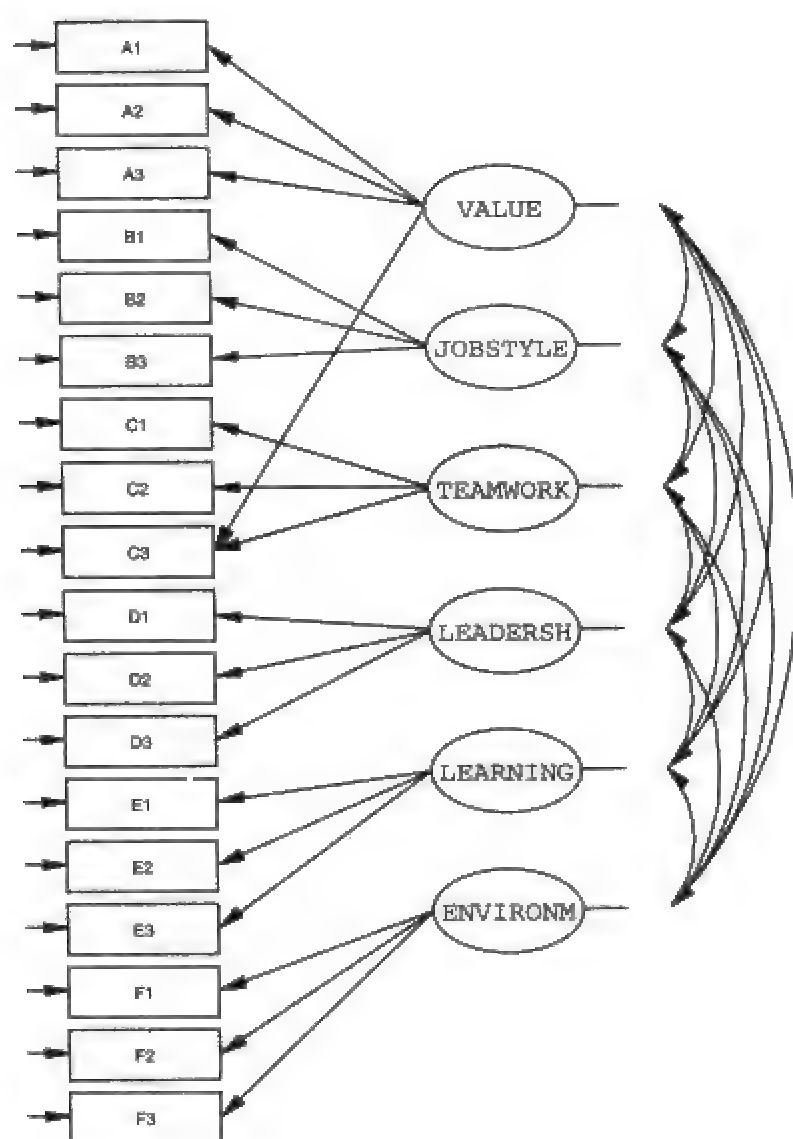 A1
A2
A3
VALUE
B1
B2
JOBSTYLE
B3
C1
C2
TEAMWORK
C3
D1
LEADERSH
D2
D3
LEARNING
E1
E2
ENVIRONM
E3
F1
F2
F3